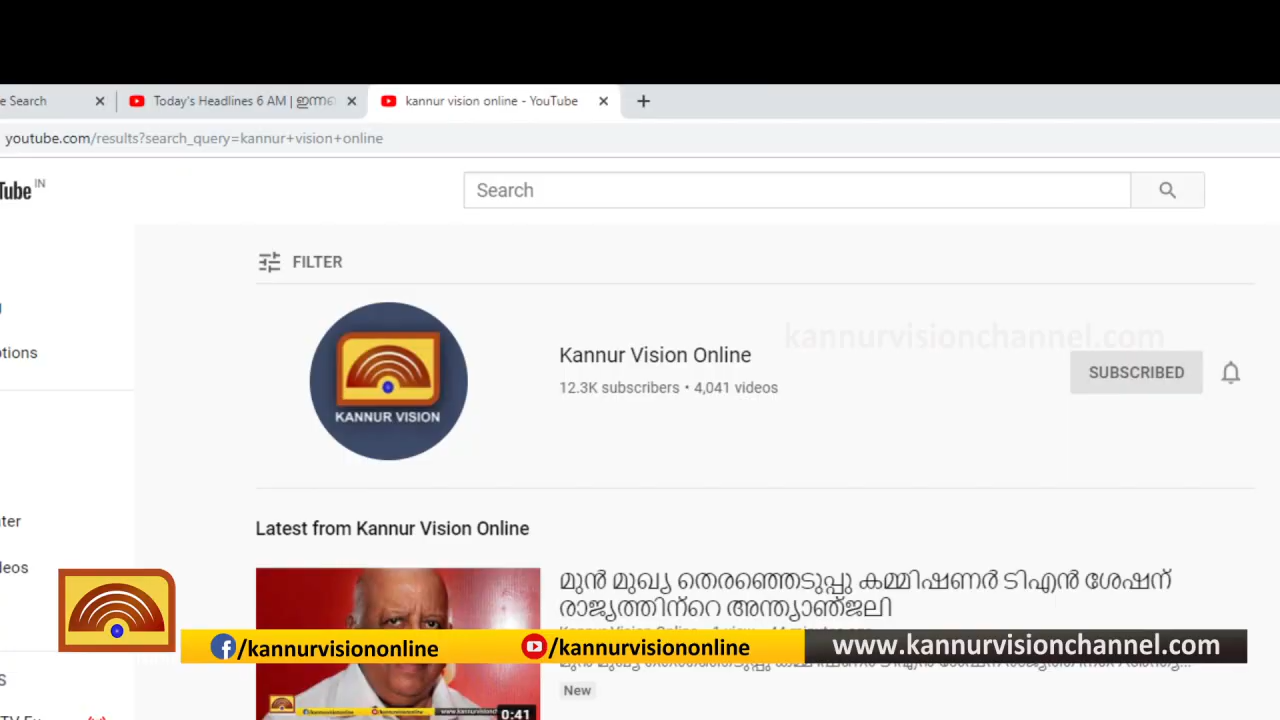 e Search
Today's Headlines 6 AM | ഇന്നത
kannur vision online - YouTube
youtube.com/results?search_query=kannur+vision+online
Tube IN
Search
FILTER
kannurvisionchannel.com
Kannur Vision Online
12.3K subscribers • 4,041 videos
SUBSCRIBED
KANNUR VISION
ptions
Latest from Kannur Vision Online
ter
eos
മുൻ മുഖ്യ തെരഞ്ഞെടുപ്പു കമ്മിഷണർ ടിഎൻ ശേഷന്
രാജ്യത്തിന്റെ അന്ത്യാഞ്ജലി
/kannurvisiononline
/kannurvisiononline
www.kannurvisionchannel.com
New
0:41
S